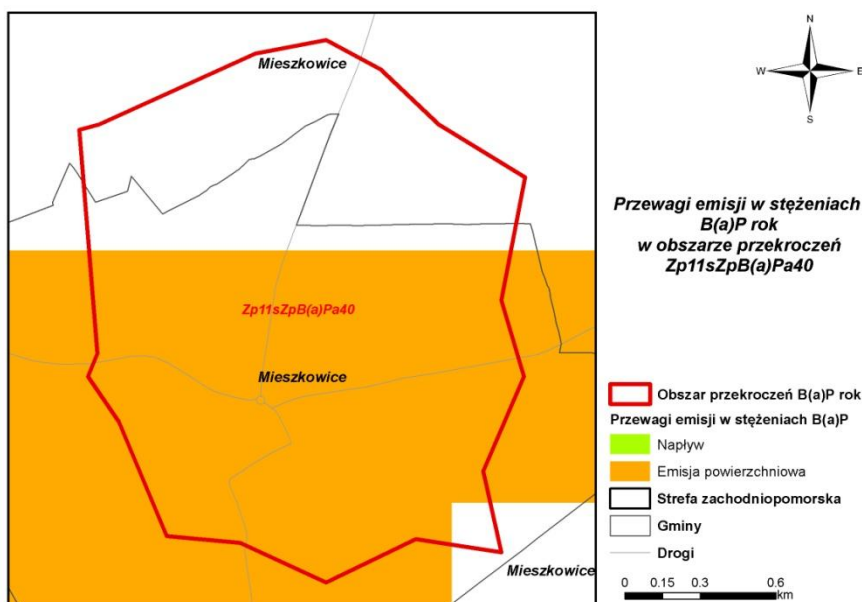 Mieszkowice
Zp11sZpB(a)Pa40
Mieszkowice
Mieszkowice
N
W
E
S
Przewagi emisji w stężeniach
B(a)P rok
w obszarze przekroczeń
Zp11sZpB(a)Pa40
Obszar przekroczeń B(a)P rok
Przewagi emisji w stężeniach B(a)P
Napływ
Emisja powierzchniowa
Strefa zachodniopomorska
Gminy
Drogi
0 0.15 0.3 0.6
km